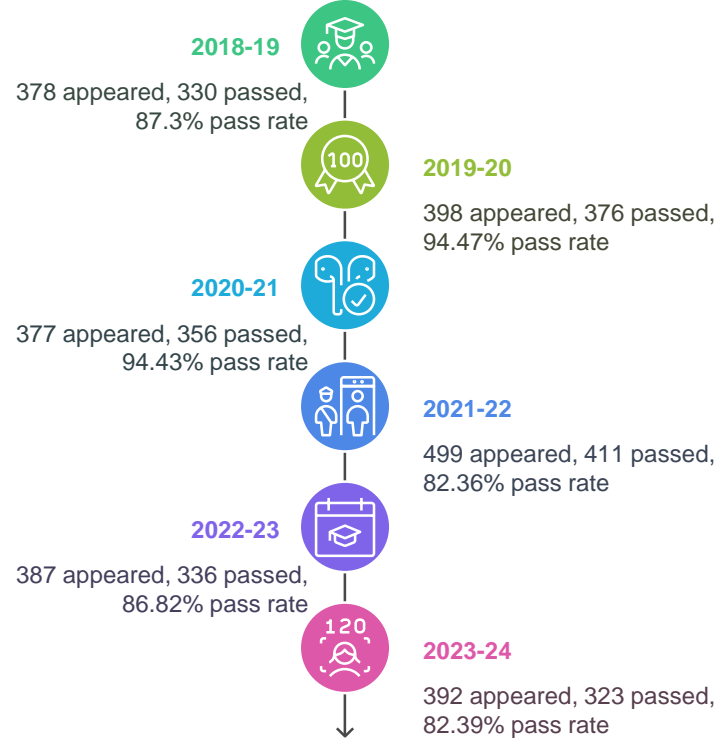 2018-19
378 appeared, 330 passed,
87.3% pass rate
100
2019-20
398 appeared, 376 passed,
94.47% pass rate
2020-21
377 appeared, 356 passed,
94.43% pass rate
2021-22
499 appeared, 411 passed,
82.36% pass rate
2022-23
387 appeared, 336 passed,
86.82% pass rate
120
2023-24
392 appeared, 323 passed,
82.39% pass rate